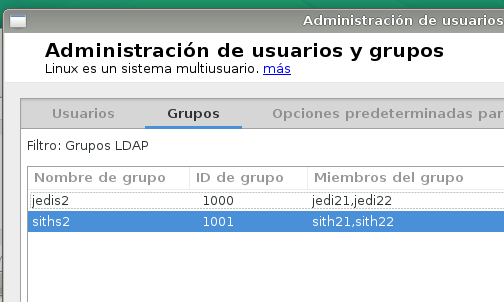 Administración de usuarios
Administración de usuarios y grupos
Linux es un sistema multiusuario. más
Usuarios Grupos Opciones predeterminadas par
Filtro: Grupos LDAP
Nombre de grupo ID de grupo Miembros del grupo
jedis2 1000 jedi21,jedi22
siths2 1001 sith21,sith22